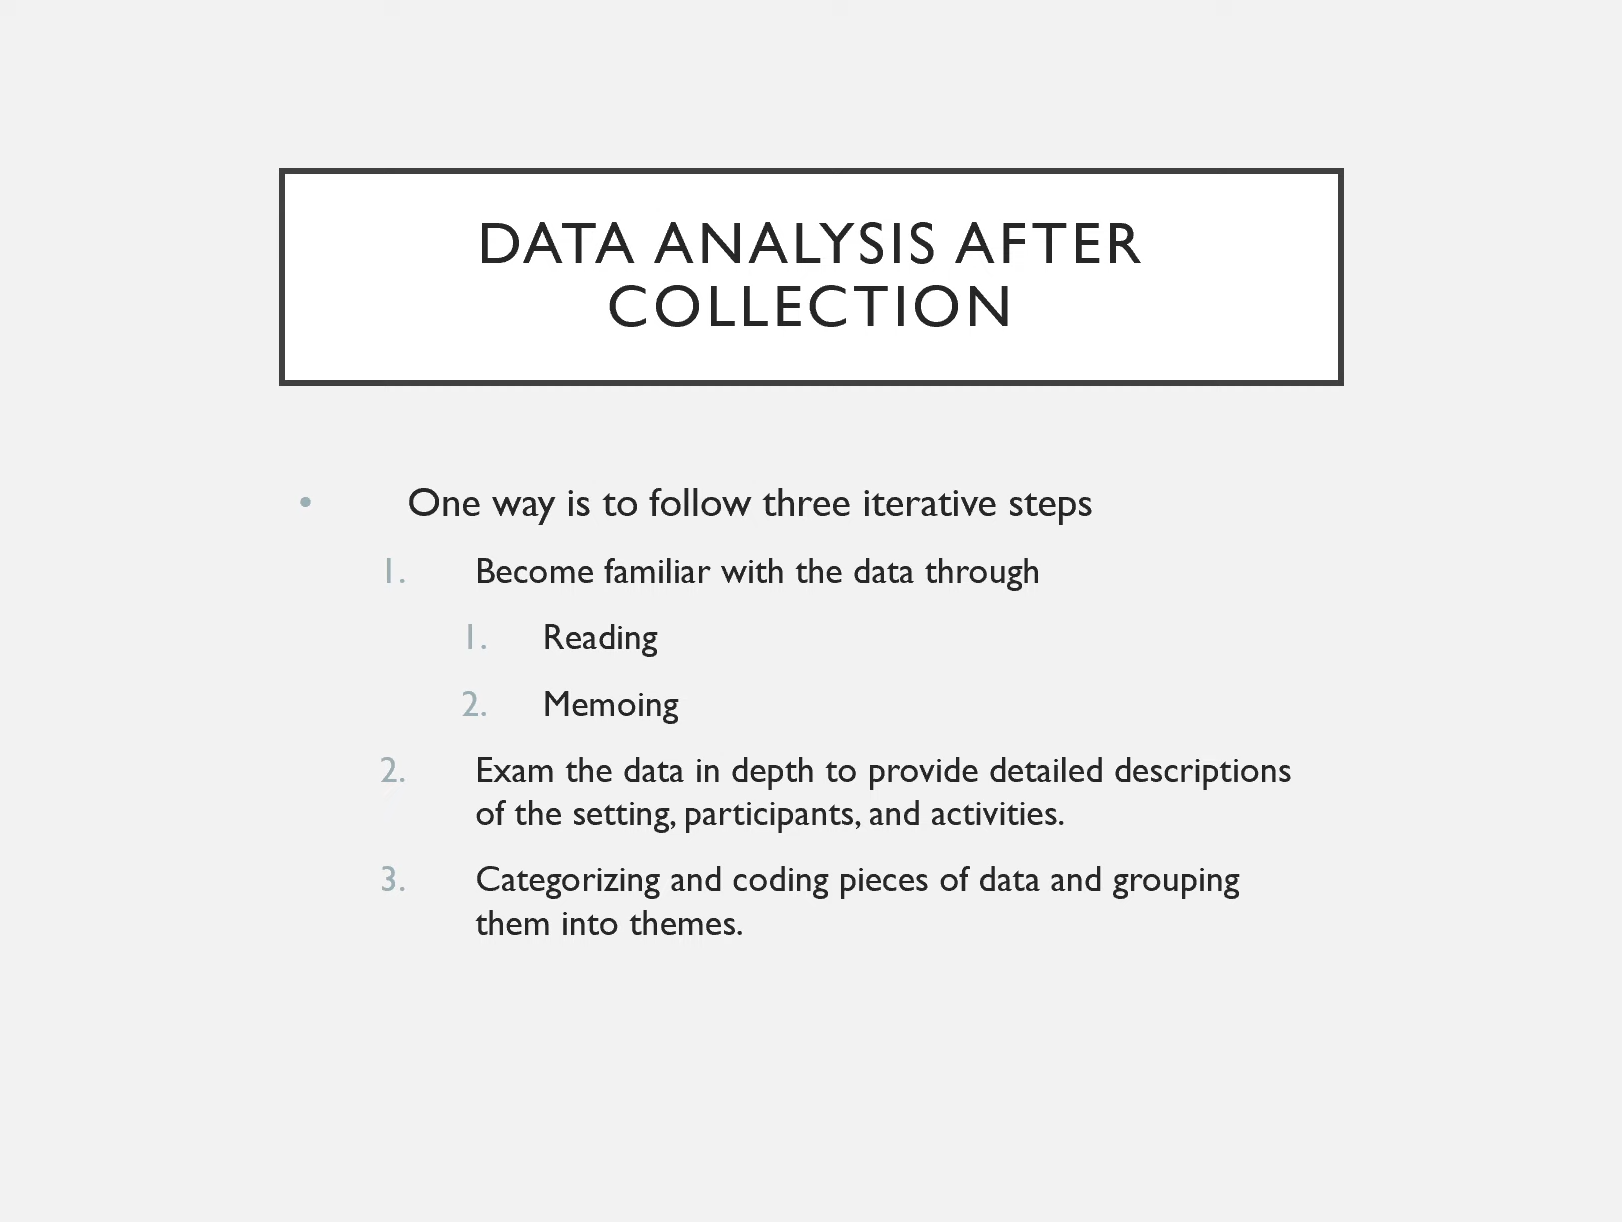 DATA ANALYSIS AFTER
COLLECTION
• One way is to follow three iterative steps
1. Become familiar with the data through
1. Reading
2. Memoing
2. Exam the data in depth to provide detailed descriptions
of the setting, participants, and activities.
3. Categorizing and coding pieces of data and grouping
them into themes.